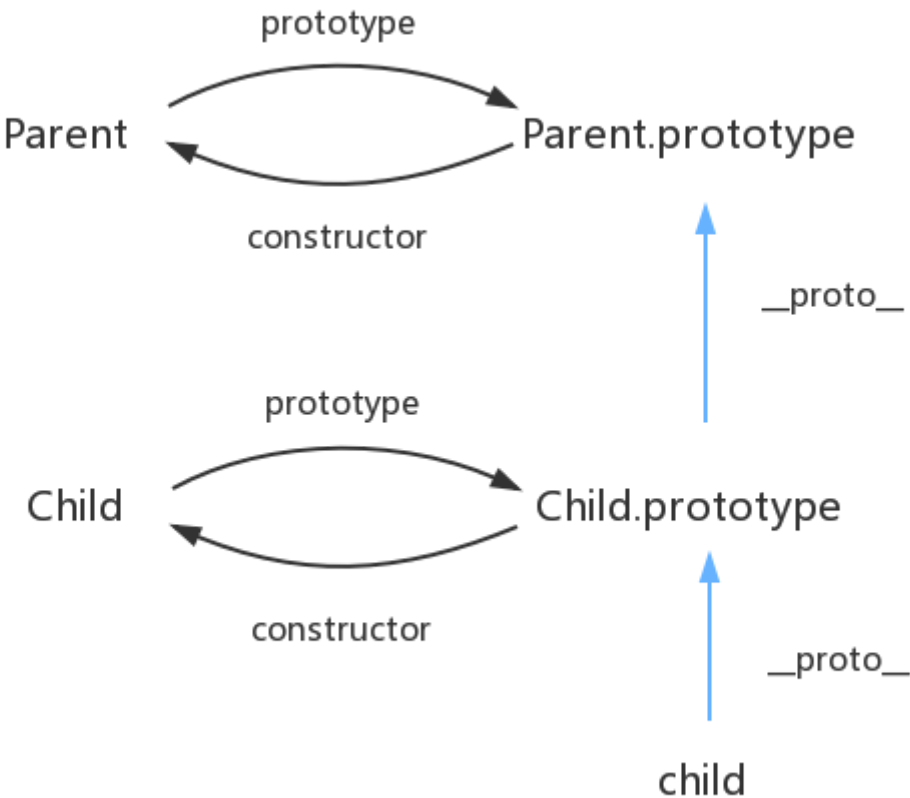 prototype
Parent
Parent.prototype
constructor
__proto__
prototype
Child
Child.prototype
constructor
__proto__
child